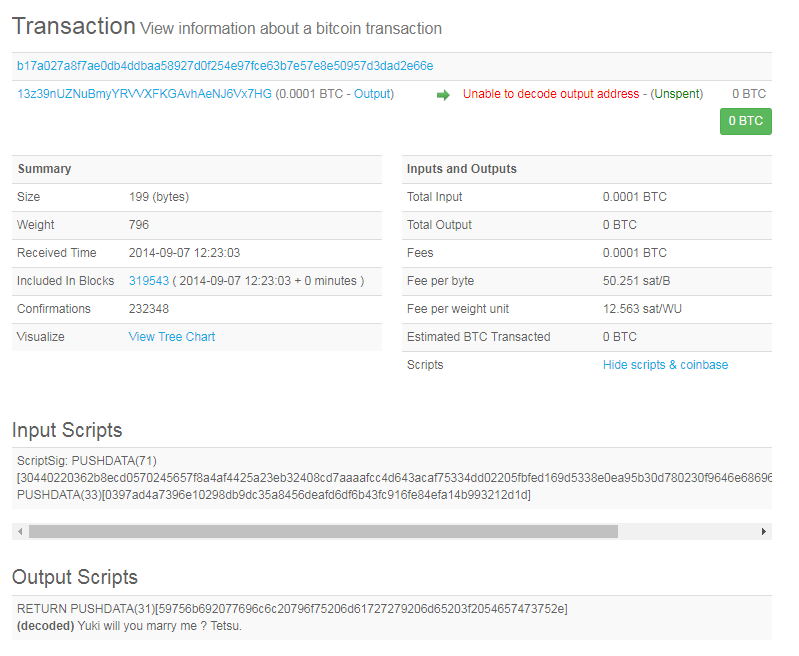 Transaction View information about a bitcoin transaction
b17a027a8f7ae0db4ddbaa58927d0f254e97fce63b7e57e8e50957d3dad2e66e
13z39nUZNuBmyYRVVXFKGAvhAeNJ6Vx7HG (0.0001 BTC - Output)
Unable to decode output address - (Unspent) 0 BTC
0 BTC
Summary
Size 199 (bytes)
Weight 796
Received Time 2014-09-07 12:23:03
Included In Blocks 319543 ( 2014-09-07 12:23:03 + 0 minutes )
Confirmations 232348
Visualize View Tree Chart
Inputs and Outputs
Total Input 0.0001 BTC
Total Output 0 BTC
Fees 0.0001 BTC
Fee per byte 50.251 sat/B
Fee per weight unit 12.563 sat/WU
Estimated BTC Transacted 0 BTC
Scripts Hide scripts & coinbase
Input Scripts
ScriptSig: PUSHDATA(71)
[30440220362b8ecd0570245657f8a4af4425a23eb32408cd7aaaafcc4d643acaf75334dd02205fbfed169d5338e0ea95b30d780230f9646e68696
PUSHDATA(33)[0397ad4a7396e10298db9dc35a8456deafd6df6b43fc916fe84efa14b993212d1d]
Output Scripts
RETURN PUSHDATA(31)[59756b692077696c6c20796f75206d61727279206d65203f2054657473752e]
(decoded) Yuki will you marry me ? Tetsu.